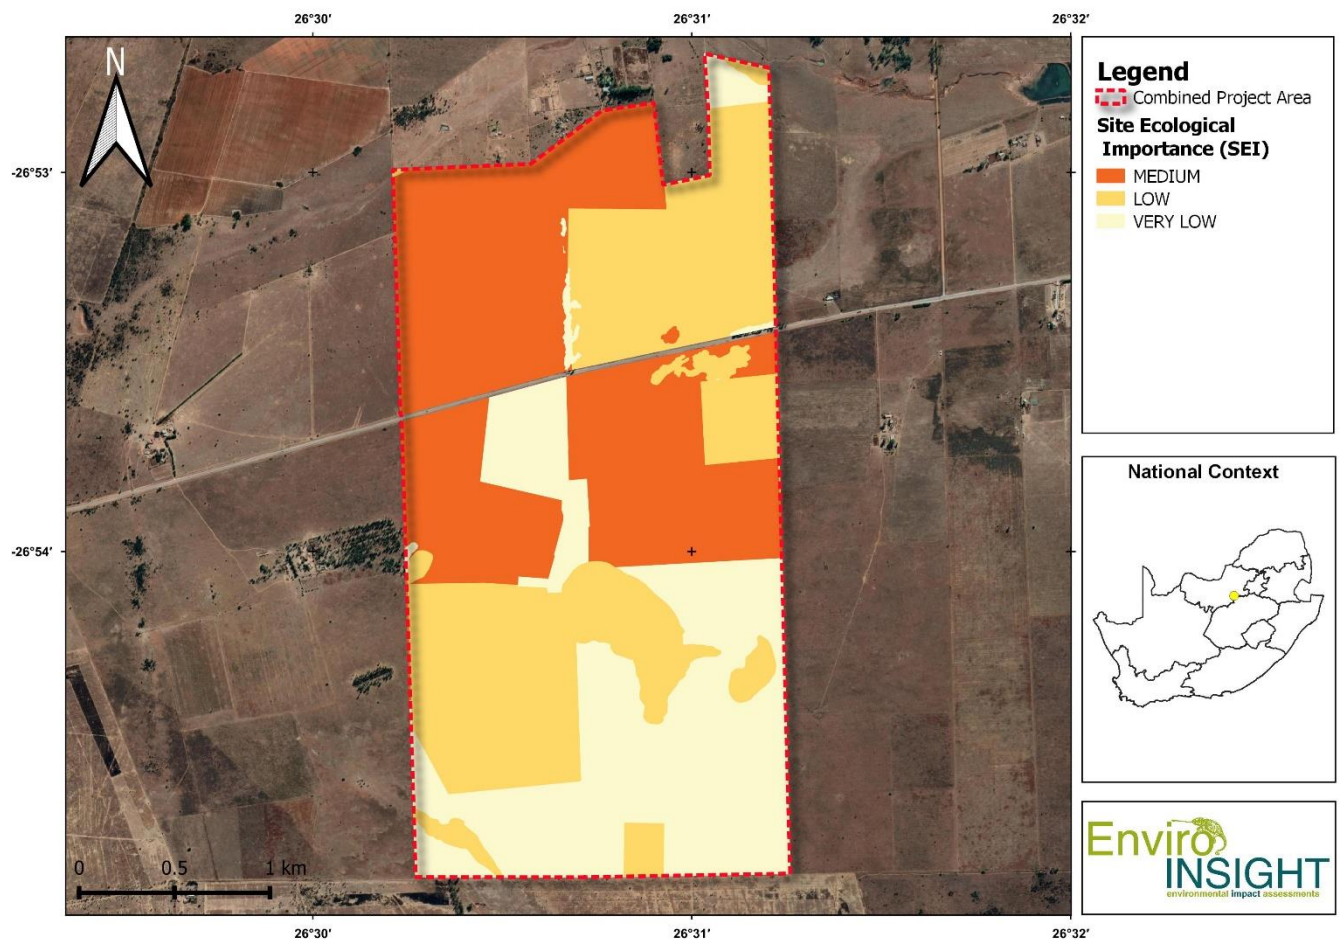 26°30'
26°31'
26°32'
N
-26°53'
-26°54'
0 0.5 1 km
26°30'
26°31'
26°32'
Legend
Combined Project Area
Site Ecological
Importance (SEI)
MEDIUM
LOW
VERY LOW
National Context
Enviro
INSIGHT
environmental impact assessments